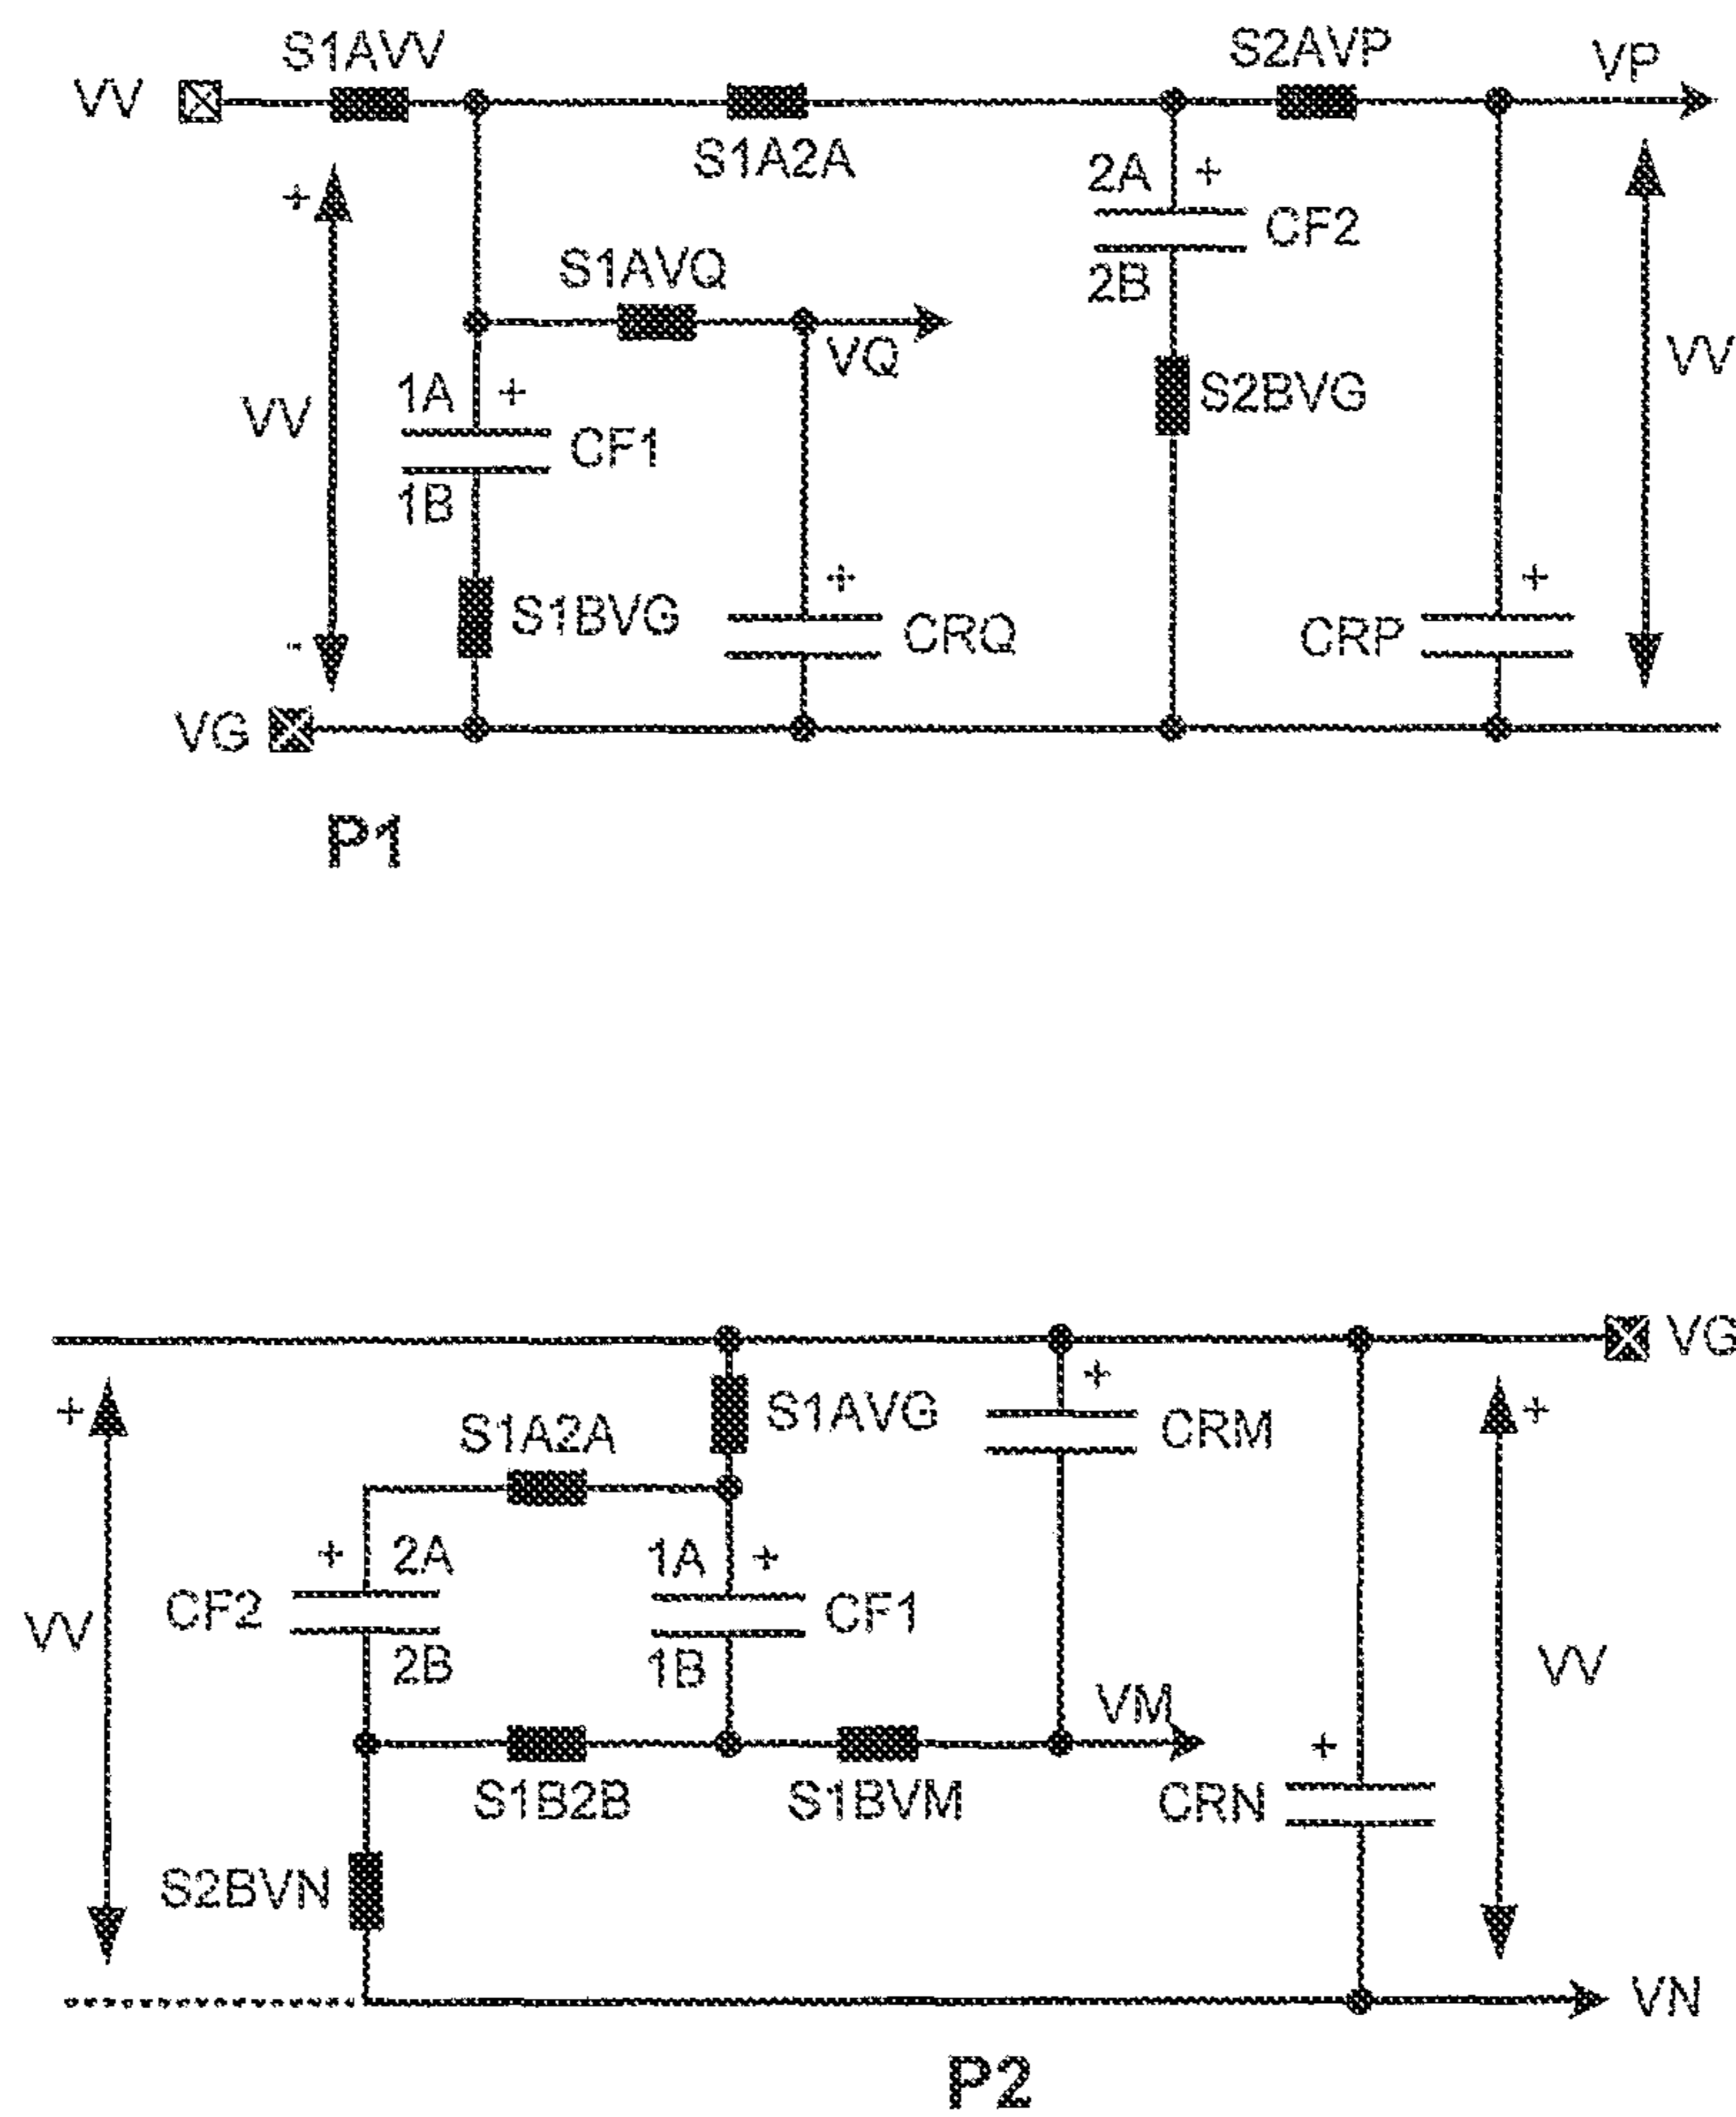 S1AVV
S2AVP
VP
VV
S1A2A
2A +
CF2
2B
+
S1AVQ
VQ
VV
VV
1A +
CF1
1B
S2BVG
S1BVG
+
CRQ
+
CRP
-
VG
P1
VG
+
S1AVG
+
CRM
+
S1A2A
+
+ 2A
1A +
CF2
CF1
VV
2B
1B
VV
VM
+
S1B2B
S1BVM
CRN
S2BVN
VN
P2